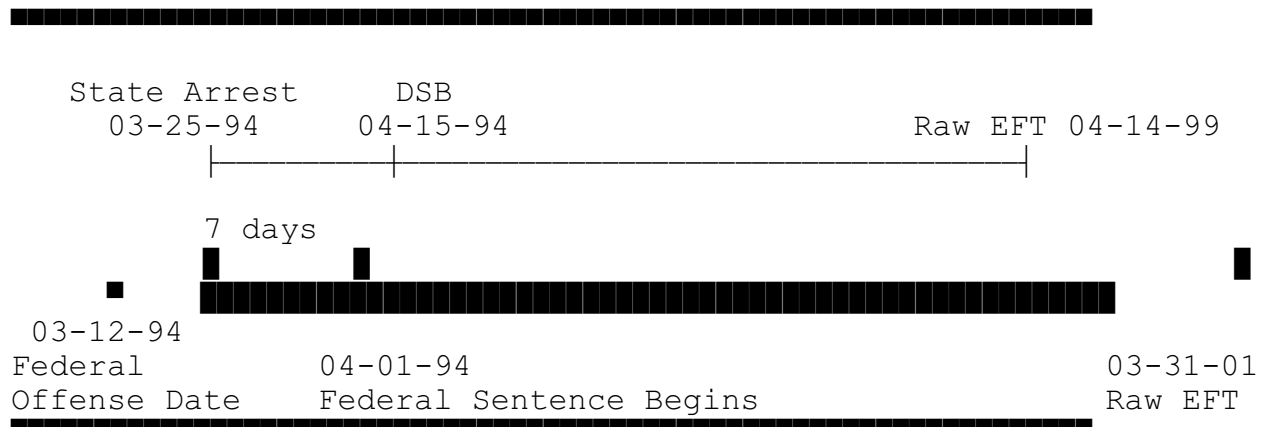 State Arrest DSB
03-25-94 04-15-94 Raw EFT 04-14-99
7 days
03-12-94
Federal 04-01-94 03-31-01
Offense Date Federal Sentence Begins Raw EFT